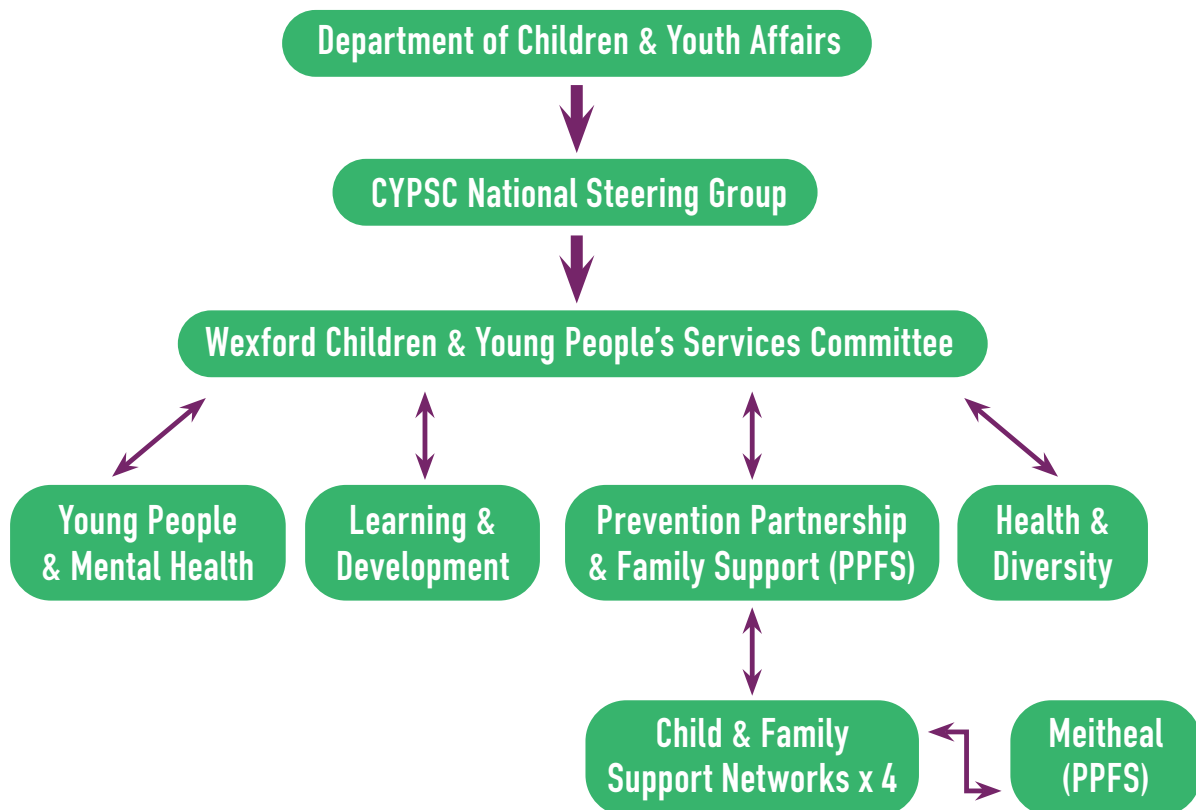 Department of Children & Youth Affairs
CYPSC National Steering Group
Wexford Children & Young People’s Services Committee
Young People
& Mental Health
Learning &
Development
Prevention Partnership
& Family Support (PPFS)
Health &
Diversity
Child & Family
Support Networks x 4
Meitheal
(PPFS)